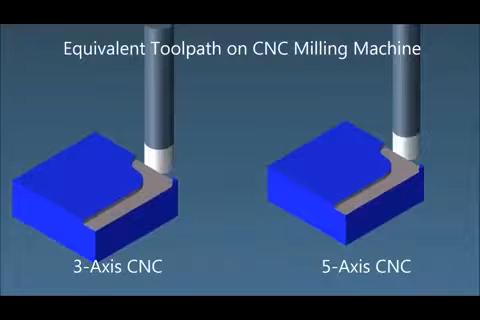 Equivalent Toolpath on CNC Milling Machine
3-Axis CNC
5-Axis CNC